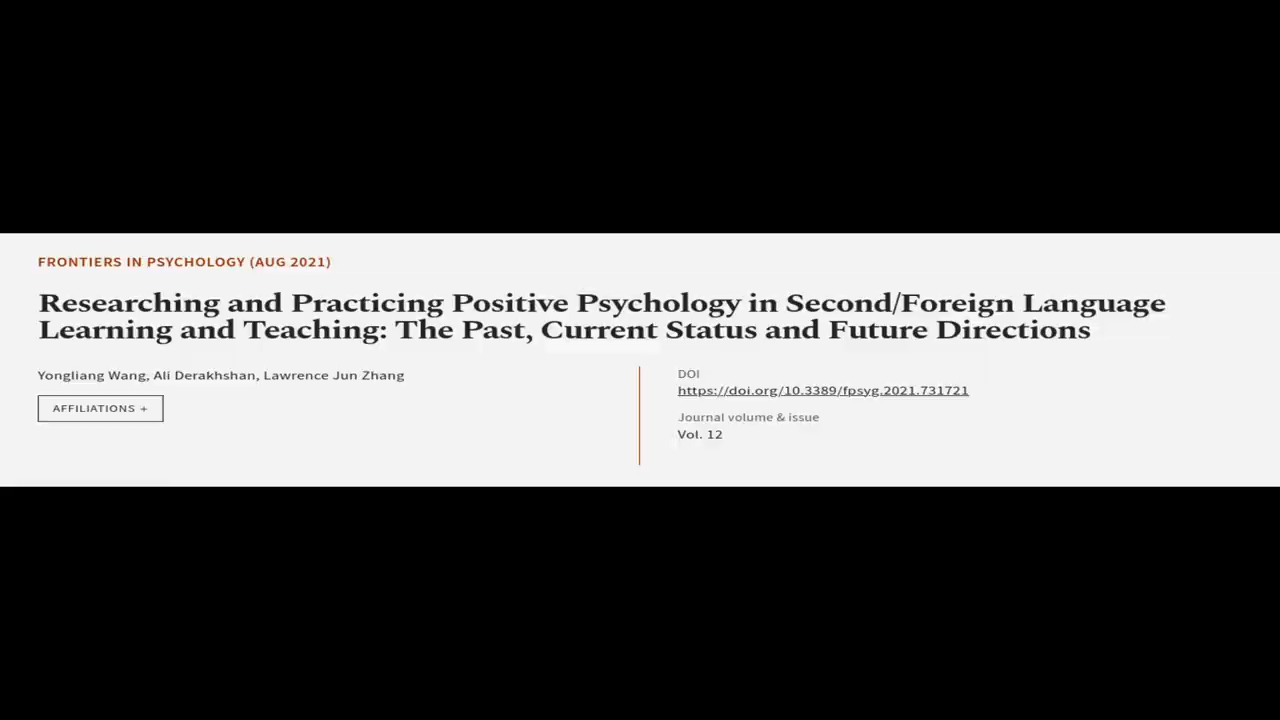 FRONTIERS IN PSYCHOLOGY (AUG 2021)
Researching and Practicing Positive Psychology in Second/Foreign Language
Learning and Teaching: The Past, Current Status and Future Directions
Yongliang Wang, Ali Derakhshan, Lawrence Jun Zhang
AFFILIATIONS +
DOI
https://doi.org/10.3389/fpsyg.2021.731721
Journal volume & issue
Vol. 12